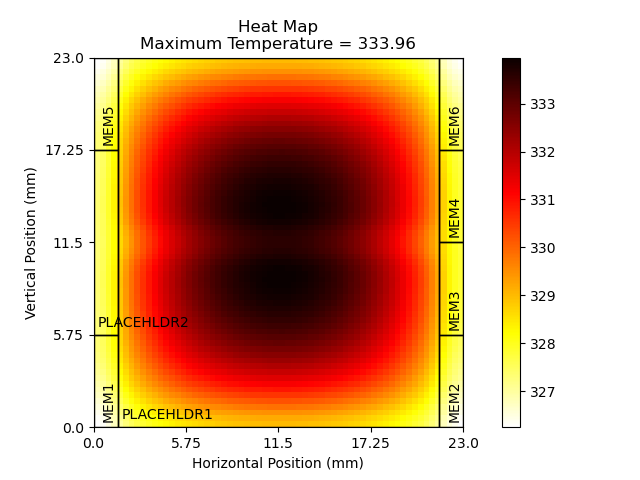 Heat Map
Maximum Temperature = 333.96
23.0
17.25
11.5
5.75
0.0
Vertical Position (mm)
MEM5
MEM6
MEM4
MEM3
PLACEHLDR2
MEM1
PLACEHLDR1
MEM2
0.0 5.75 11.5 17.25 23.0
Horizontal Position (mm)
333
332
331
330
329
328
327